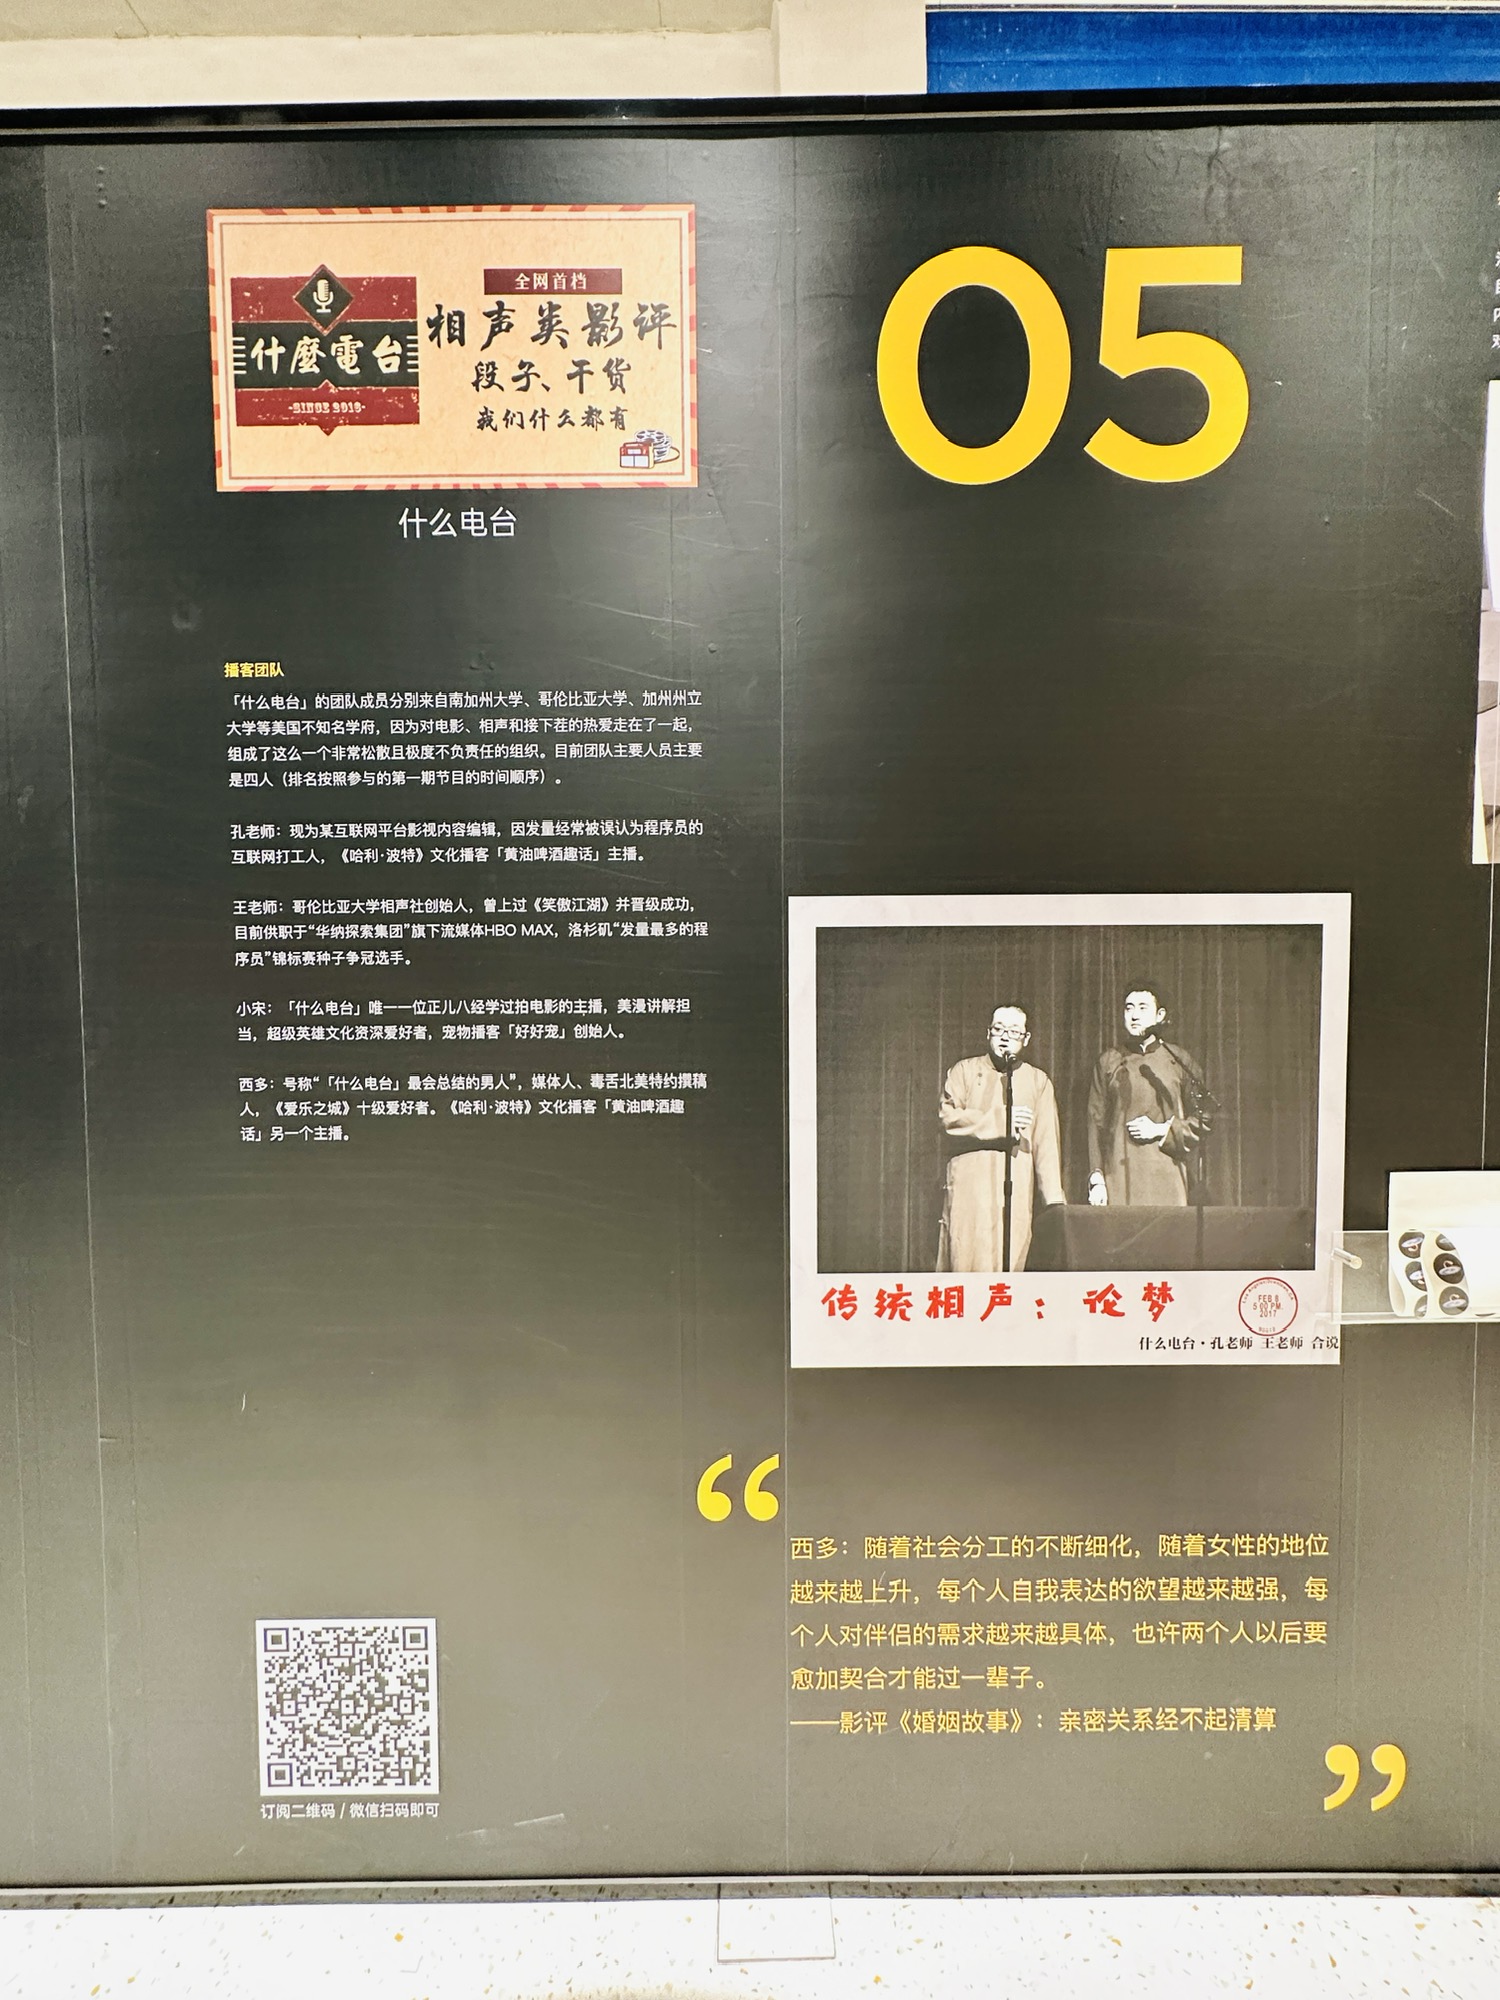 全网首档
什麼電台
-SINCE 2016-
相声类影评
段子、干货
我们什么都有
什么电台
05
播客团队
「什么电台」的团队成员分别来自南加州大学、哥伦比亚大学、加州州立
大学等美国不知名学府，因为对电影、相声和接下茬的热爱走在了一起，
组成了这么一个非常松散且极度不负责任的组织。目前团队主要人员主要
是四人（排名按照参与的第一期节目的时间顺序）。
孔老师：现为某互联网平台影视内容编辑，因发量经常被误认为程序员的
互联网打工人，《哈利·波特》文化播客「黄油啤酒趣话」主播。
王老师：哥伦比亚大学相声社创始人，曾上过《笑傲江湖》并晋级成功，
目前供职于“华纳探索集团”旗下流媒体HBO MAX，洛杉矶“发量最多的程
序员”锦标赛种子争冠选手。
小宋：「什么电台」唯一一位正儿八经学过拍电影的主播，美漫讲解担
当，超级英雄文化资深爱好者，宠物播客「好好宠」创始人。
西多：号称“「什么电台」最会总结的男人”，媒体人、毒舌北美特约撰稿
人，《爱乐之城》十级爱好者。《哈利·波特》文化播客「黄油啤酒趣
话」另一个主播。
传统相声：论梦
FEB 6
5:00 PM.
2017
什么电台·孔老师 王老师 合说
“
西多：随着社会分工的不断细化，随着女性的地位
越来越上升，每个人自我表达的欲望越来越强，每
个人对伴侣的需求越来越具体，也许两个人以后要
愈加契合才能过一辈子。
——影评《婚姻故事》：亲密关系经不起清算
”
订阅二维码 / 微信扫码即可